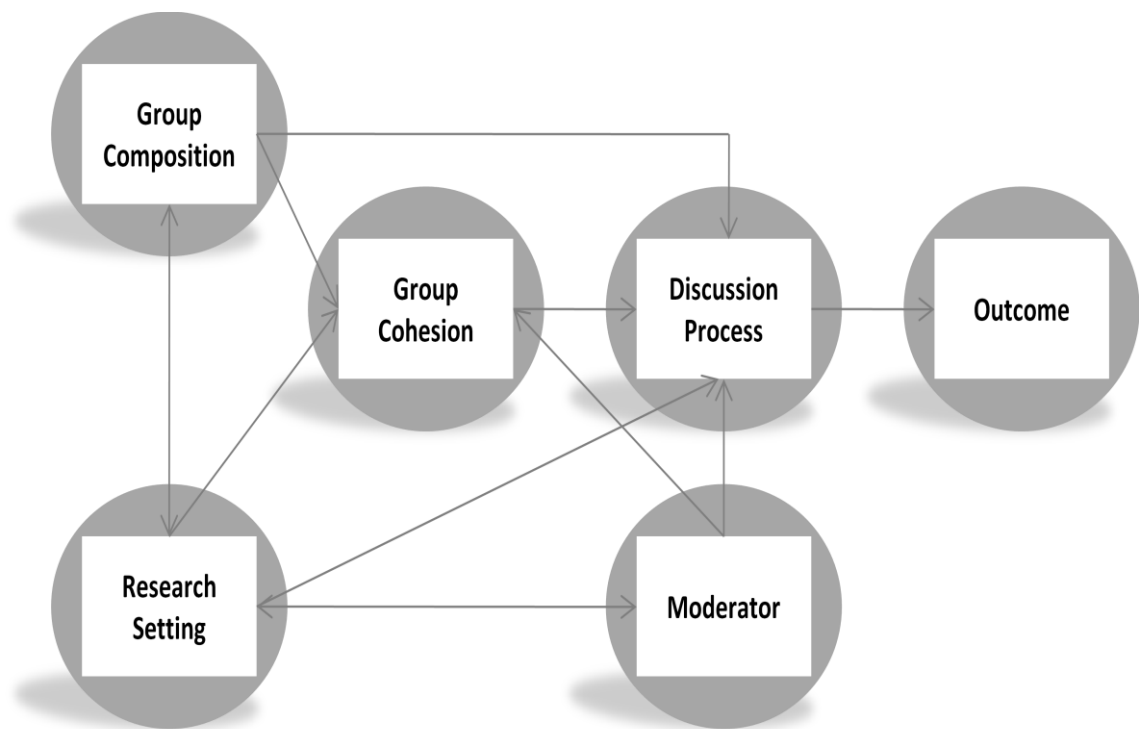 Group
Composition
Group
Cohesion
Discussion
Process
Outcome
Research
Setting
Moderator